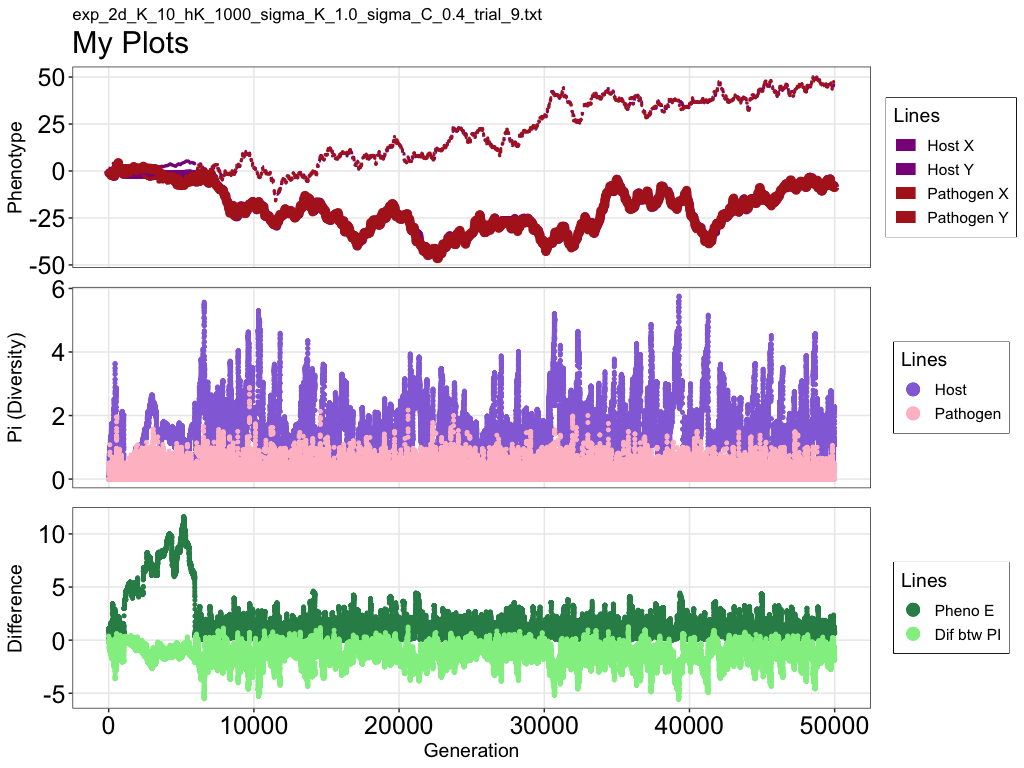 exp_2d_K_10_hK_1000_sigma_K_1.0_sigma_C_0.4_trial_9.txt
My Plots
Phenotype
50
25
0
-25
-50
Lines
Host X
Host Y
Pathogen X
Pathogen Y
Pi (Diversity)
6
4
2
0
Lines
Host
Pathogen
Difference
10
5
0
-5
Lines
Pheno E
Dif btw PI
0
10000
20000
30000
40000
50000
Generation